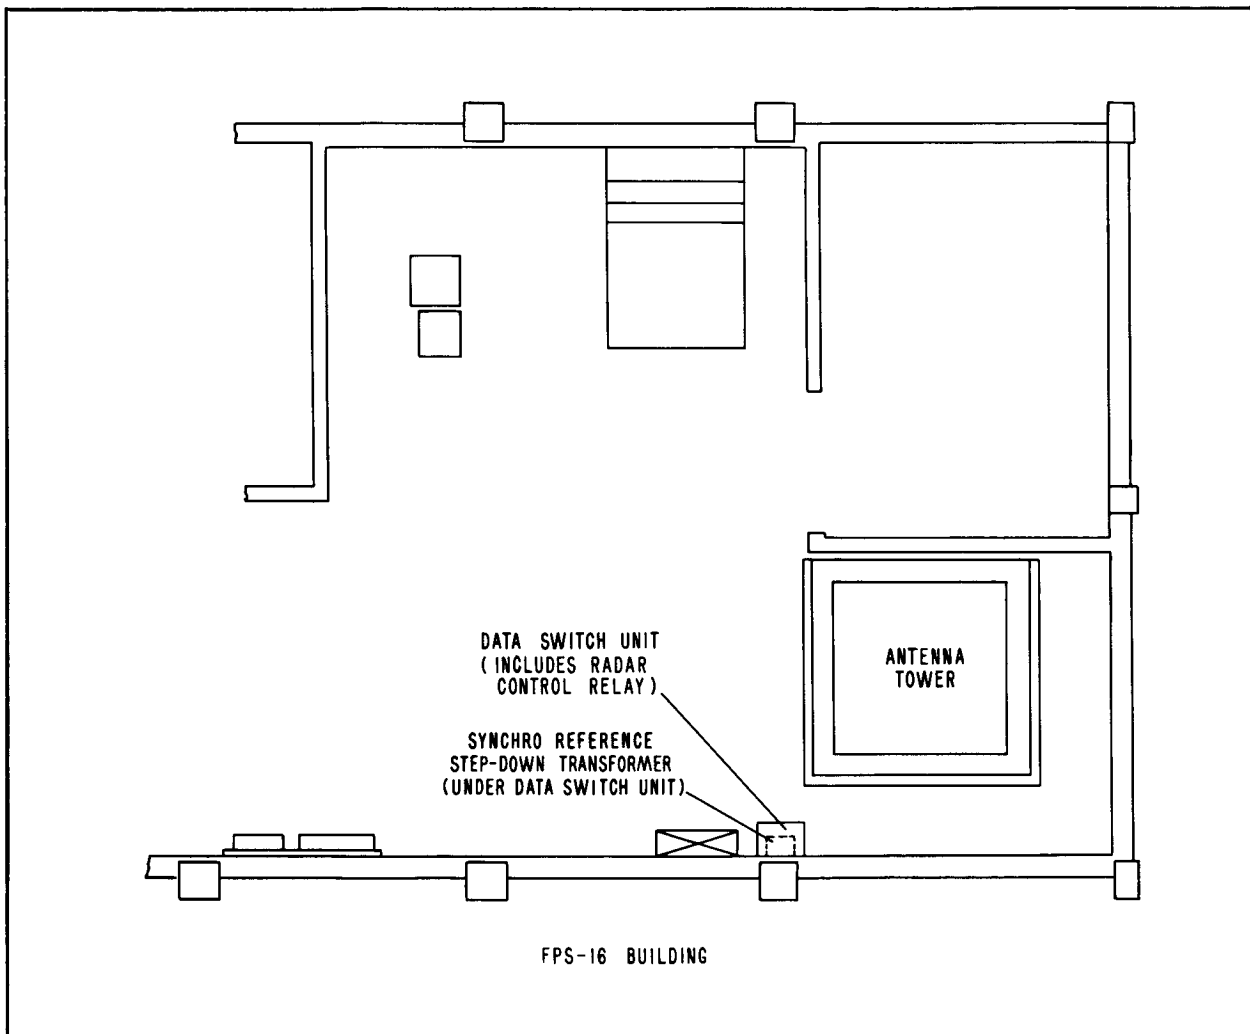 DATA SWITCH UNIT
(INCLUDES RADAR
CONTROL RELAY)
SYNCHRO REFERENCE
STEP-DOWN TRANSFORMER
(UNDER DATA SWITCH UNIT)
ANTENNA
TOWER
FPS-16 BUILDING